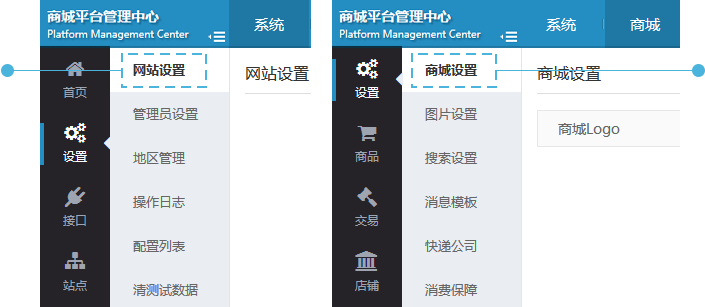 商城平台管理中心
Platform Management Center
系统
首页
设置
接口
站点
网站设置
管理员设置
地区管理
操作日志
配置列表
清测试数据
网站设置
商城平台管理中心
Platform Management Center
系统
商城
设置
商品
交易
店铺
商城设置
图片设置
搜索设置
消息模板
快递公司
消费保障
商城设置
商城Logo